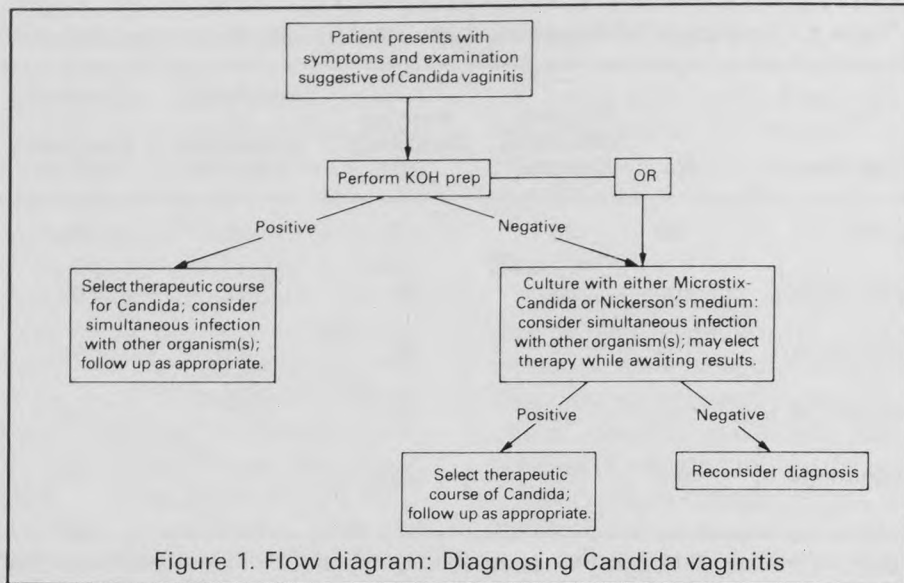 Patient presents with
symptoms and examination
suggestive of Candida vaginitis
Perform KOH prep
OR
Positive
Negative
Select therapeutic course
for Candida; consider
simultaneous infection
with other organism(s);
follow up as appropriate.
Culture with either Microstix-
Candida or Nickerson's medium:
consider simultaneous infection
with other organism(s); may elect
therapy while awaiting results.
Positive
Negative
Select therapeutic
course of Candida;
follow up as appropriate.
Reconsider diagnosis
Figure 1. Flow diagram: Diagnosing Candida vaginitis